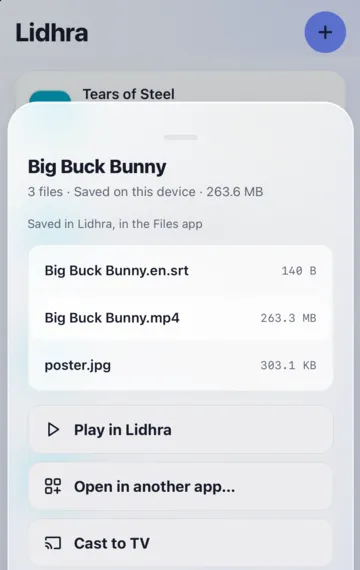 Lidhra
Tears of Steel
Big Buck Bunny
3 files · Saved on this device · 263.6 MB
Saved in Lidhra, in the Files app
Big Buck Bunny.en.srt 140 B
Big Buck Bunny.mp4 263.3 MB
poster.jpg 303.1 KB
Play in Lidhra
Open in another app...
Cast to TV